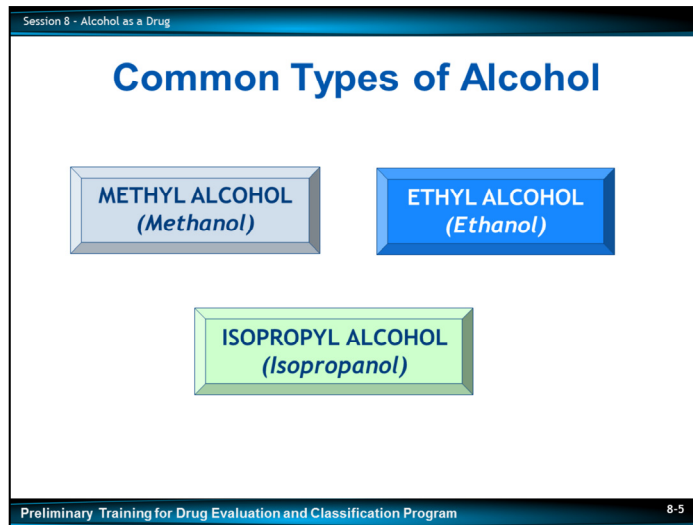 Session 8 - Alcohol as a Drug
Common Types of Alcohol
METHYL ALCOHOL
(Methanol)
ETHYL ALCOHOL
(Ethanol)
ISOPROPYL ALCOHOL
(Isopropanol)
Preliminary Training for Drug Evaluation and Classification Program
8-5